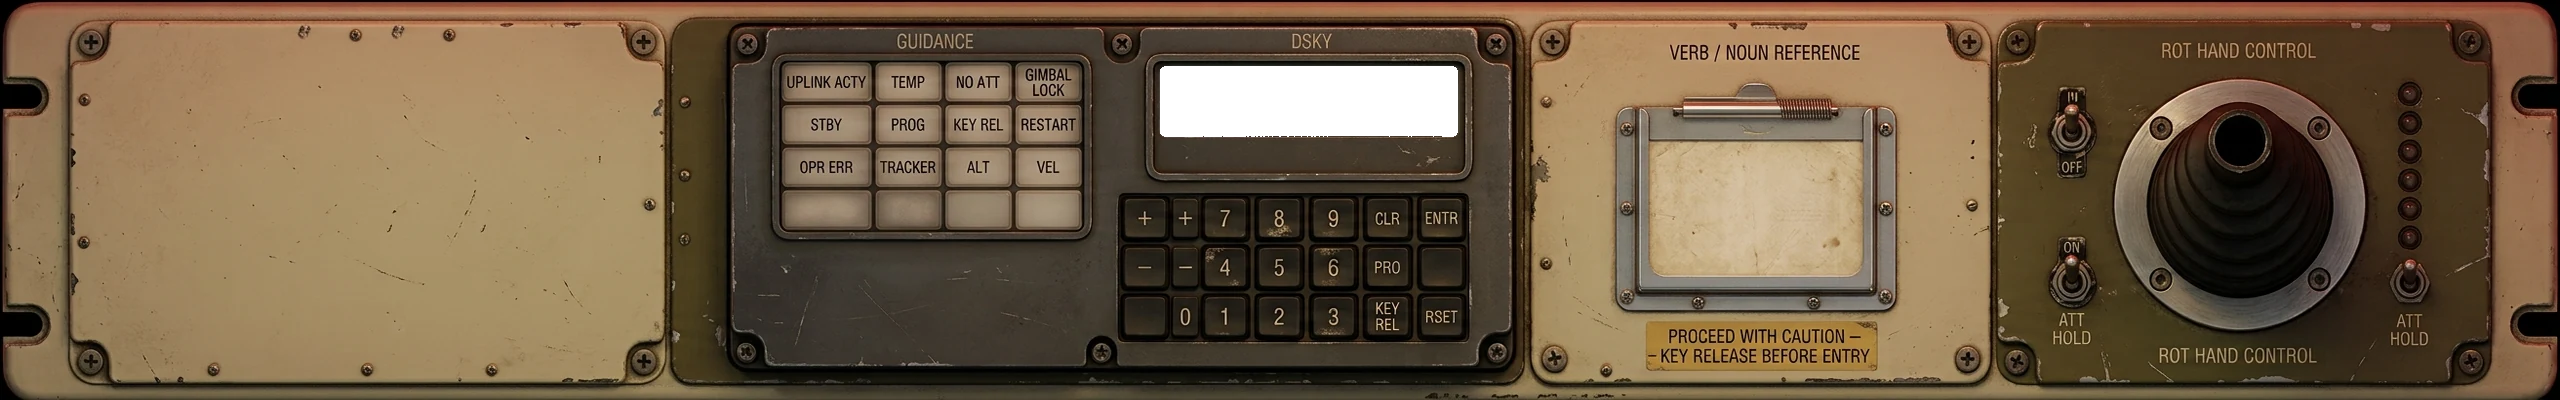 GUIDANCE
UPLINK ACTY TEMP NO ATT GIMBAL LOCK
STBY PROG KEY REL RESTART
OPR ERR TRACKER ALT VEL
DSKY
+ + 7 8 9 CLR ENTR
− − 4 5 6 PRO
0 1 2 3 KEY REL RSET
VERB / NOUN REFERENCE
PROCEED WITH CAUTION –
– KEY RELEASE BEFORE ENTRY
ROT HAND CONTROL
OFF
ON
ATT
HOLD
ATT
HOLD
ROT HAND CONTROL